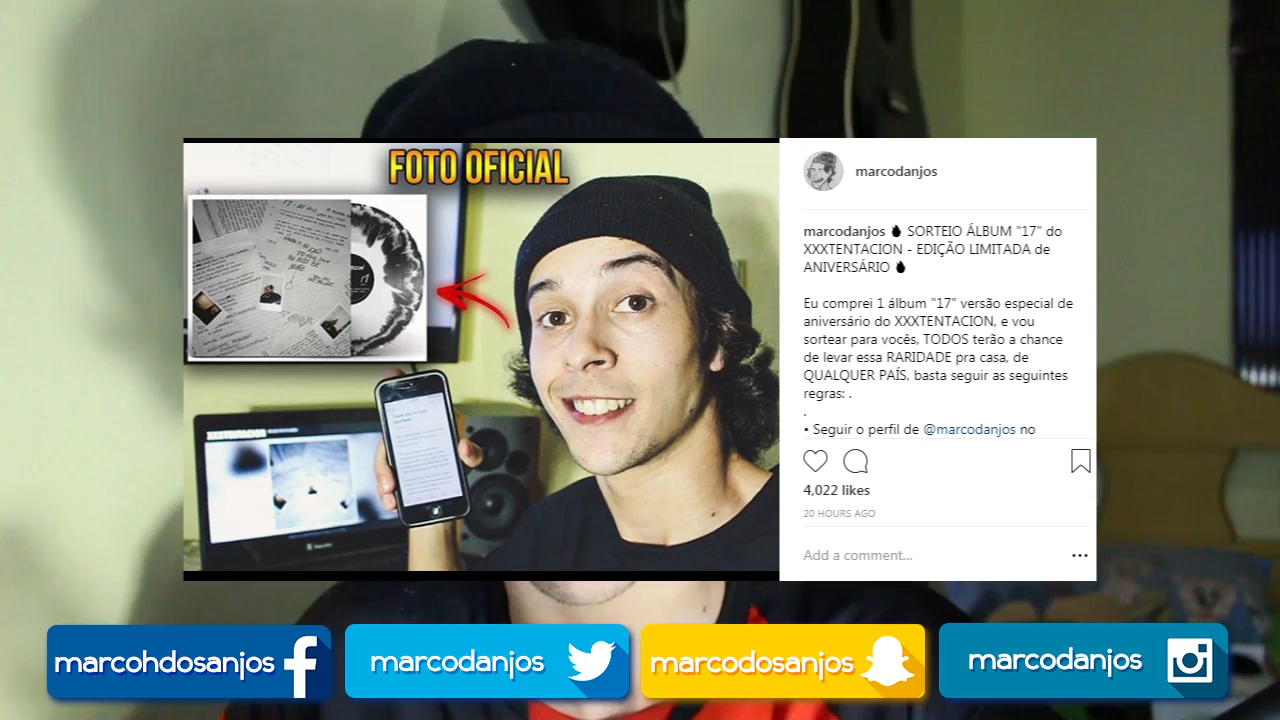 FOTO OFICIAL
marcodanjos
marcodanjos 🔥 SORTEIO ÁLBUM "17" do
XXXTENTACION - EDIÇÃO LIMITADA de
ANIVERSÁRIO 🔥
Eu comprei 1 álbum "17" versão especial de
aniversário do XXXTENTACION, e vou
sortear para vocês, TODOS terão a chance
de levar essa RARIDADE pra casa, de
QUALQUER PAÍS, basta seguir as seguintes
regras: .
.
• Seguir o perfil de @marcodanjos no
4,022 likes
20 HOURS AGO
Add a comment...
marcohdosanjos
marcodanjos
marcodosanjos
marcodanjos